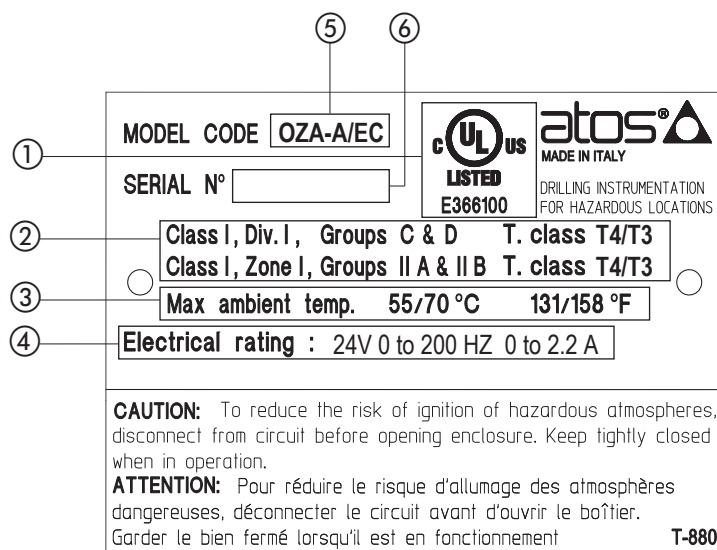 ⑤ ⑥
MODEL CODE OZA-A/EC
①
C UL US
LISTED
E366100
atos®
MADE IN ITALY
SERIAL N°
DRILLING INSTRUMENTATION
FOR HAZARDOUS LOCATIONS
②
Class I, Div. I, Groups C & D T. class T4/T3
Class I, Zone I, Groups II A & II B T. class T4/T3
③
Max ambient temp. 55/70 °C 131/158 °F
④
Electrical rating : 24V 0 to 200 HZ 0 to 2.2 A
CAUTION: To reduce the risk of ignition of hazardous atmospheres,
disconnect from circuit before opening enclosure. Keep tightly closed
when in operation.
ATTENTION: Pour réduire le risque d'allumage des atmosphères
dangereuses, déconnecter le circuit avant d'ouvrir le boîtier.
Garder le bien fermé lorsqu'il est en fonctionnement T-880